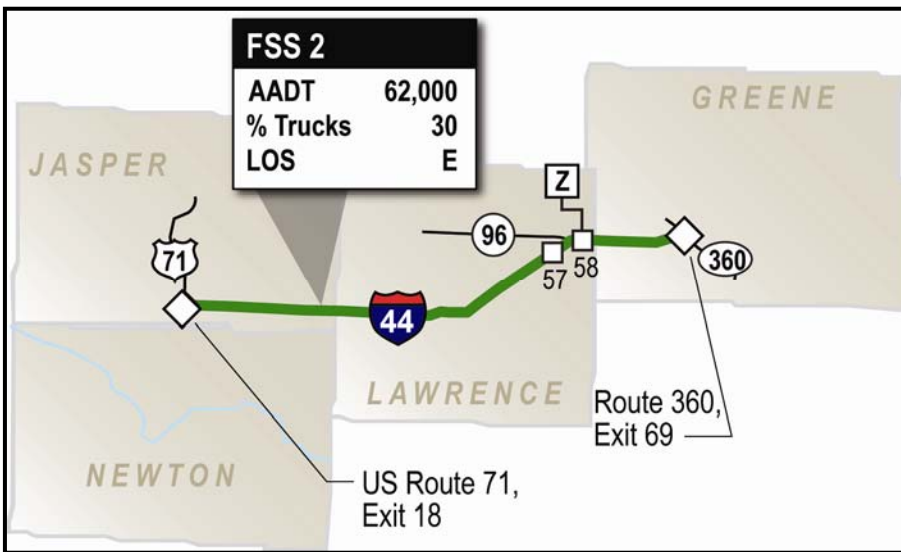 FSS 2
AADT 62,000
% Trucks 30
LOS E
GREENE
JASPER
Z
96
71
57 58
360
44
LAWRENCE
Route 360,
Exit 69
NEWTON
US Route 71,
Exit 18